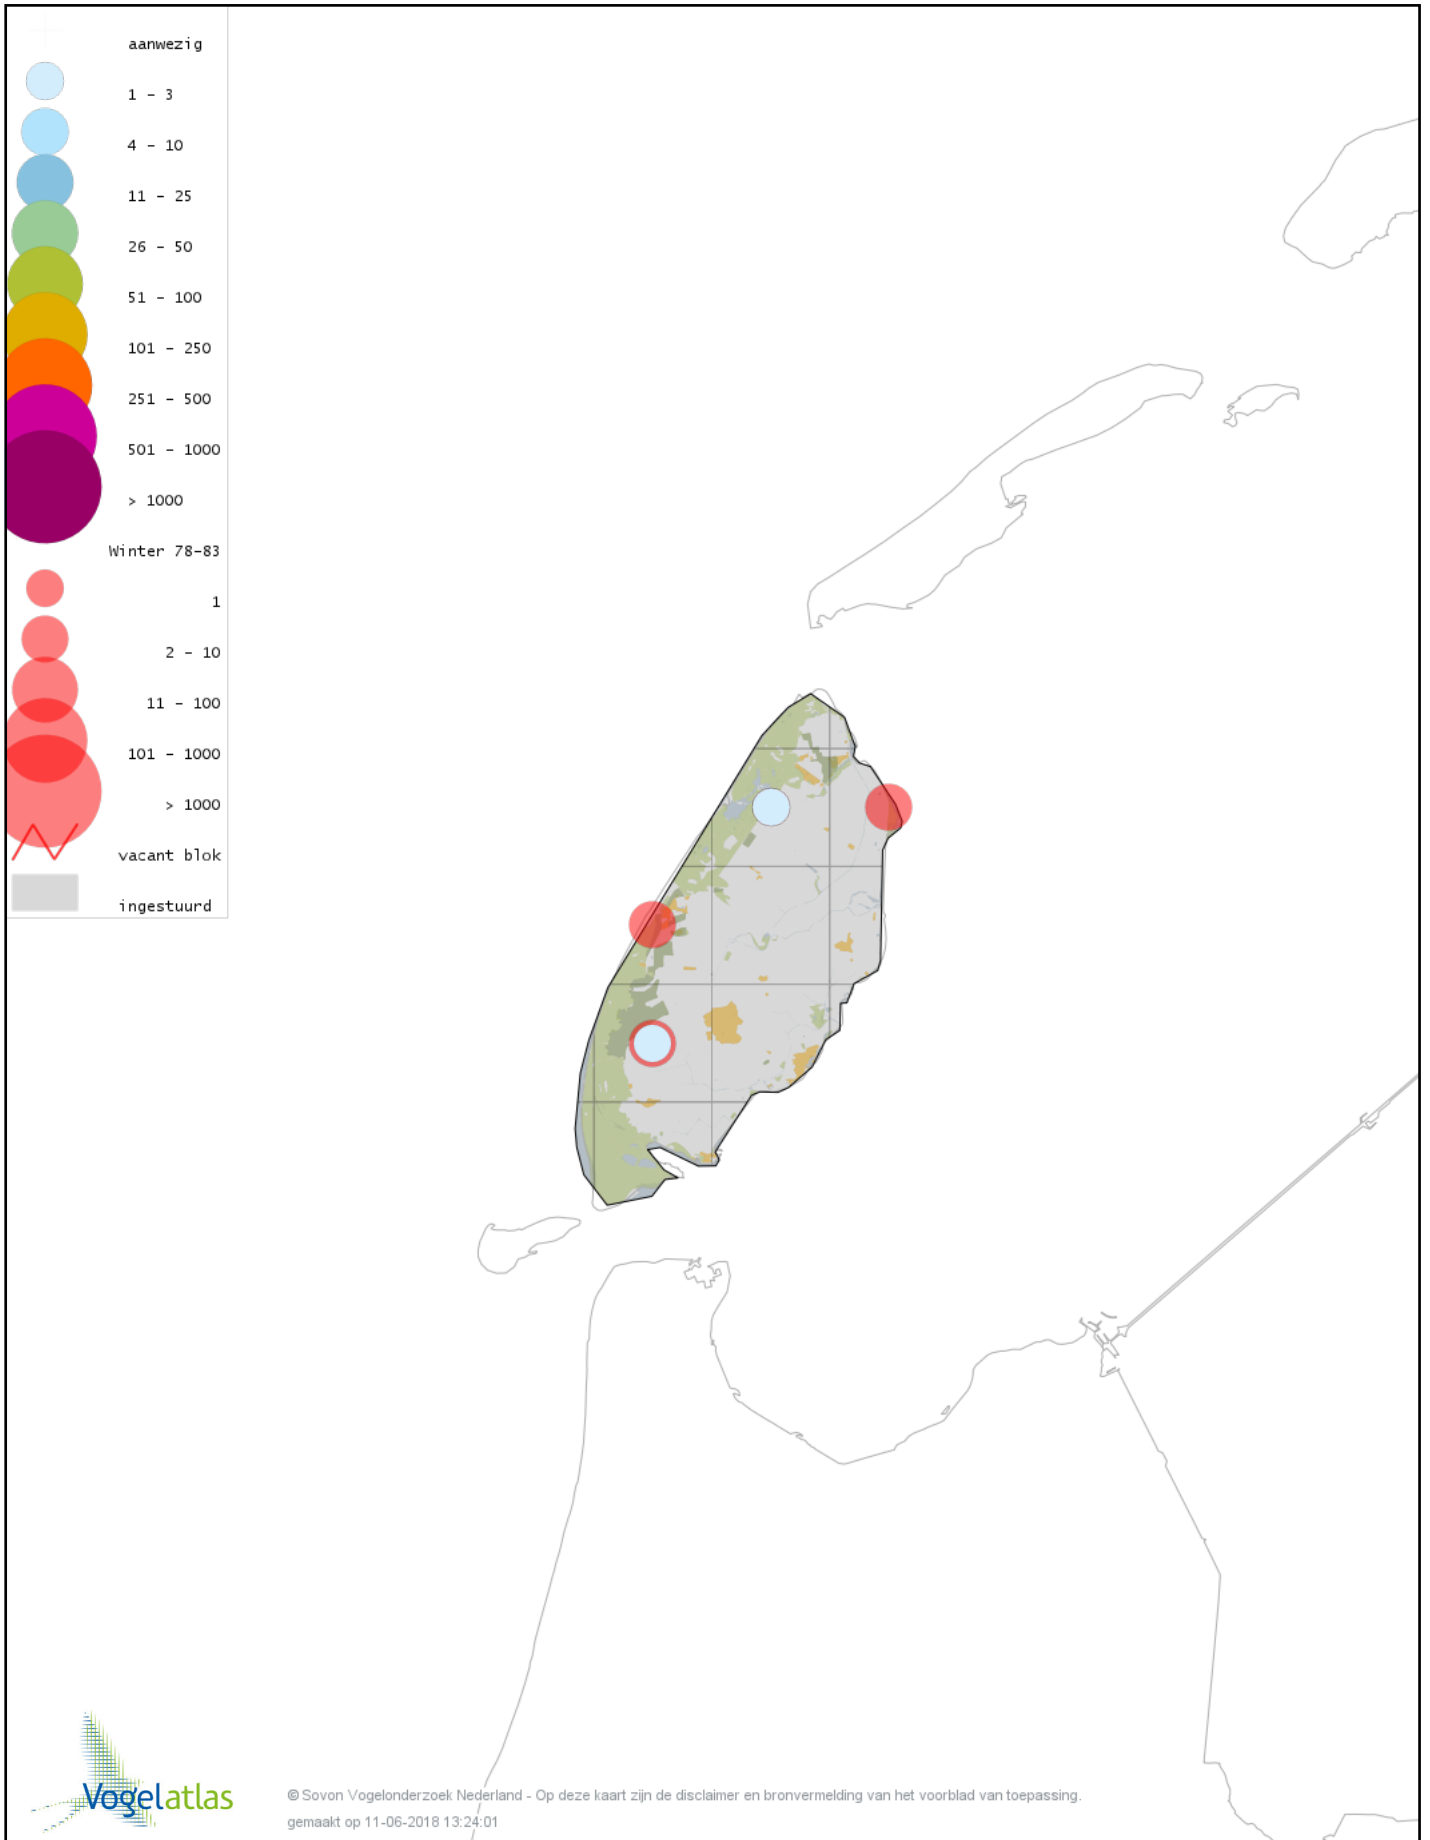 aanwezig
1 - 3
4 - 10
11 - 25
26 - 50
51 - 100
101 - 250
251 - 500
501 - 1000
> 1000
Winter 78-83
1
2 - 10
11 - 100
101 - 1000
> 1000
vacant blok
ingestuurd
Vogelatlas
© Sovon Vogelonderzoek Nederland - Op deze kaart zijn de disclaimer en bronvermelding van het voorblad van toepassing.
gemaakt op 11-06-2018 13:24:01